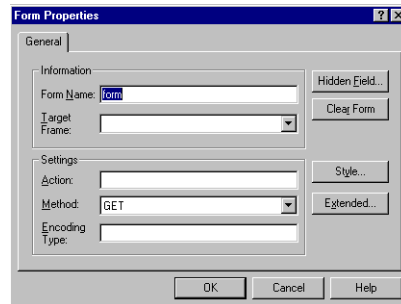 Form Properties
General
Information
Form Name: form
Target Frame:
Hidden Field...
Clear Form
Settings
Action:
Method: GET
Encoding Type:
Style...
Extended...
OK Cancel Help